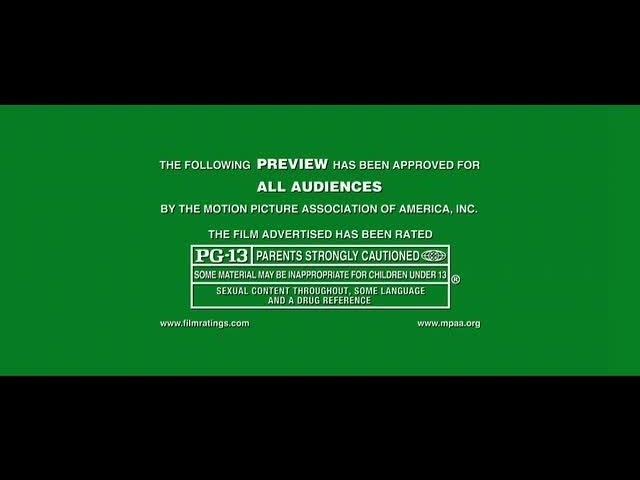 THE FOLLOWING PREVIEW HAS BEEN APPROVED FOR
ALL AUDIENCES
BY THE MOTION PICTURE ASSOCIATION OF AMERICA, INC.
THE FILM ADVERTISED HAS BEEN RATED
PG-13 PARENTS STRONGLY CAUTIONED
SOME MATERIAL MAY BE INAPPROPRIATE FOR CHILDREN UNDER 13
®
SEXUAL CONTENT THROUGHOUT, SOME LANGUAGE
AND A DRUG REFERENCE
www.filmratings.com www.mpaa.org